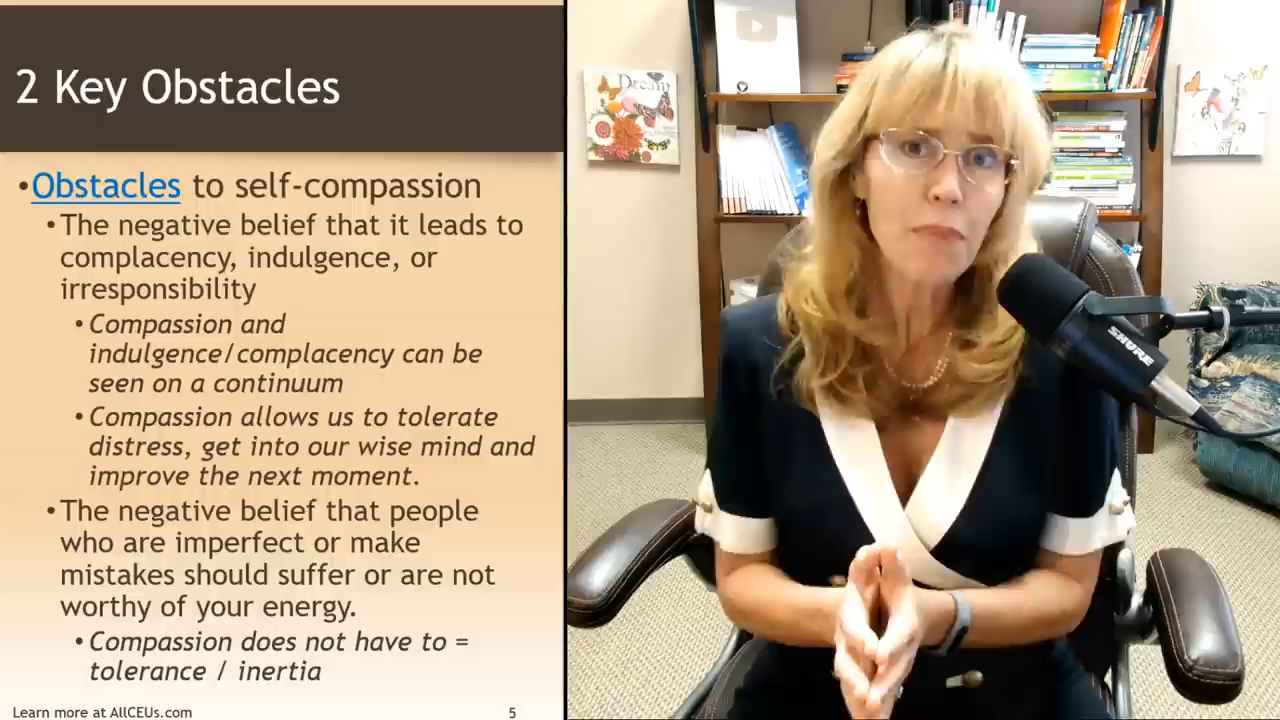 2 Key Obstacles
•Obstacles to self-compassion
•The negative belief that it leads to
complacency, indulgence, or
irresponsibility
•Compassion and
indulgence/complacency can be
seen on a continuum
•Compassion allows us to tolerate
distress, get into our wise mind and
improve the next moment.
•The negative belief that people
who are imperfect or make
mistakes should suffer or are not
worthy of your energy.
•Compassion does not have to =
tolerance / inertia
Learn more at AllCEUs.com
5
Dream
SHURE